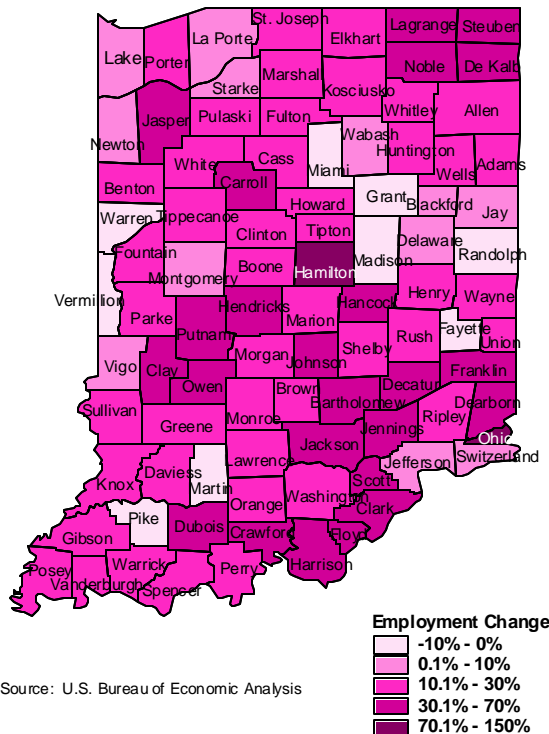 St. Joseph
Lagrange Steuben
La Porte Elkhart
Lake Porter
Noble De Kalb
Marshal
Starke Kosciusko
Whitley Allen
Jasper Pulaski Fulton
Wabash
Newton Huntington
White Cass Miami Wells Adams
Carroll
Benton Grant
Howard Blackford
Warren Tippecanoe Jay
Tipton
Clinton Delaware
Fountain Randolph
Boone Hamilton Madison
Montgomery
Henry Wayne
Vermillion Hendricks Hancock
Parke Marion
Fayette
Putnam Rush Union
Morgan Shelby
Vigo Johnson
Clay Franklin
Owen Brown Decatur
Bartholomew Dearborn
Sullivan
Monroe Ripley
Greene Jennings
Jackson Ohio
Lawrence Switzerland
Daviess Jefferson
Knox Martin Washington Scott
Orange
Clark
Pike
Dubois
Gibson Crawford Floyd
Warrick Perry Harrison
Posey
Vanderburgh
Spencer
Employment Change
-10% - 0%
0.1% - 10%
10.1% - 30%
30.1% - 70%
70.1% - 150%
Source: U.S. Bureau of Economic Analysis